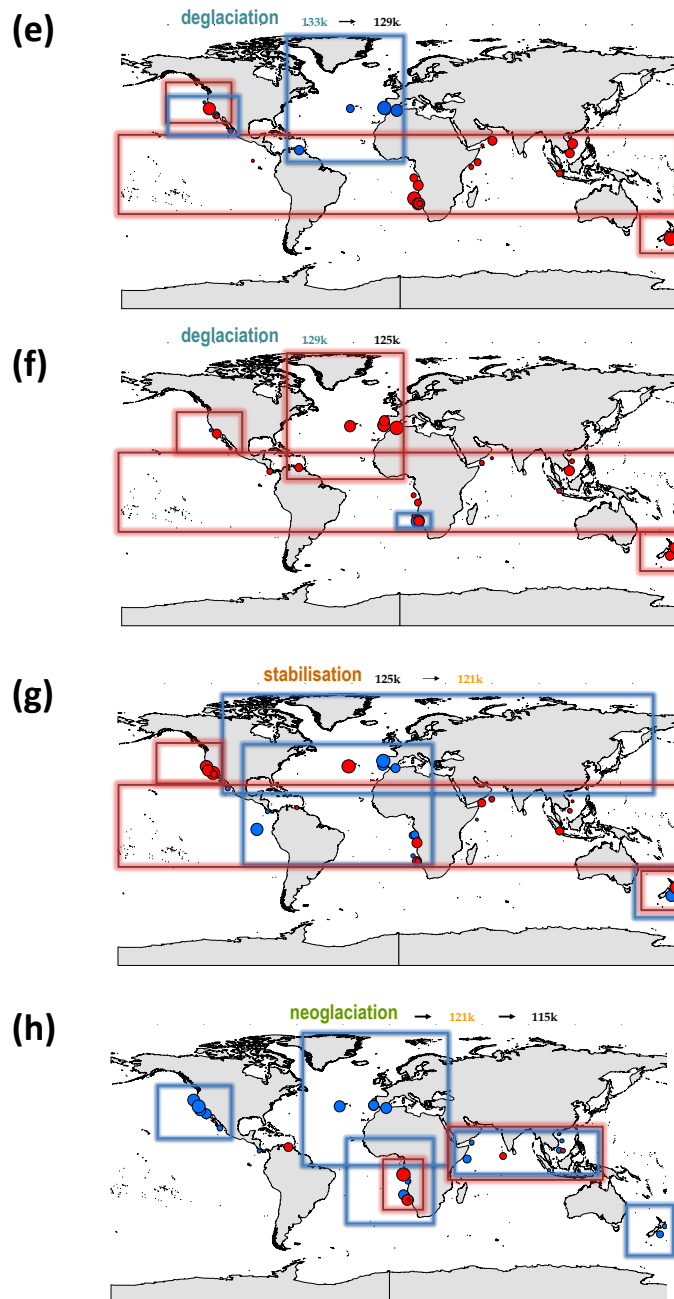 (e)
deglaciation 133k → 129k
(f)
deglaciation 129k 125k
(g)
stabilisation 125k → 121k
(h)
neoglaciation → 121k → 115k